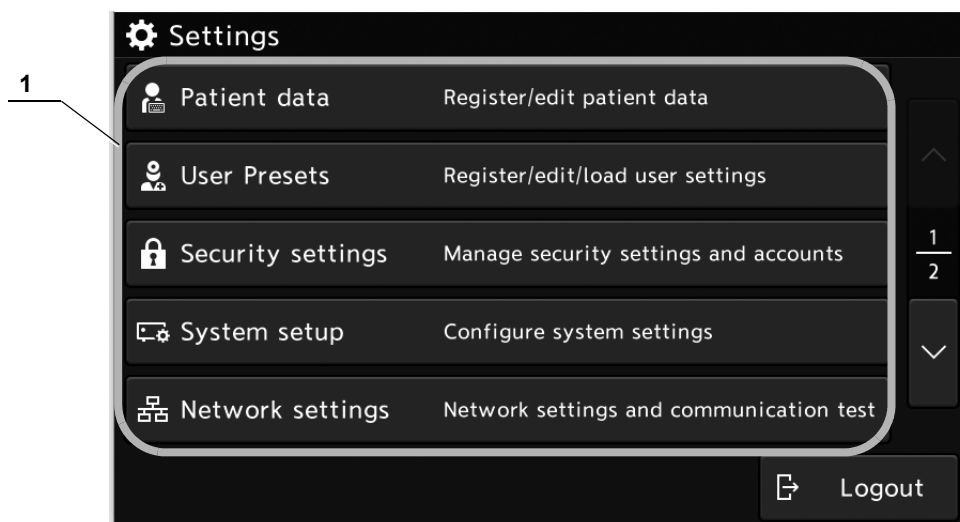 Settings
1
Patient data Register/edit patient data
User Presets Register/edit/load user settings
Security settings Manage security settings and accounts
1
2
System setup Configure system settings
Network settings Network settings and communication test
Logout